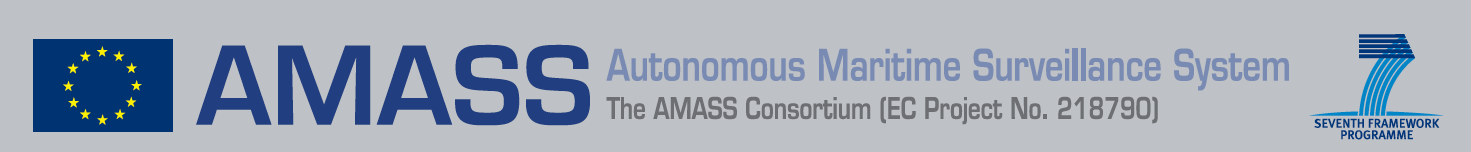 AMASS
Autonomous Maritime Surveillance System
The AMASS Consortium (EC Project No. 218790)
SEVENTH FRAMEWORK
PROGRAMME